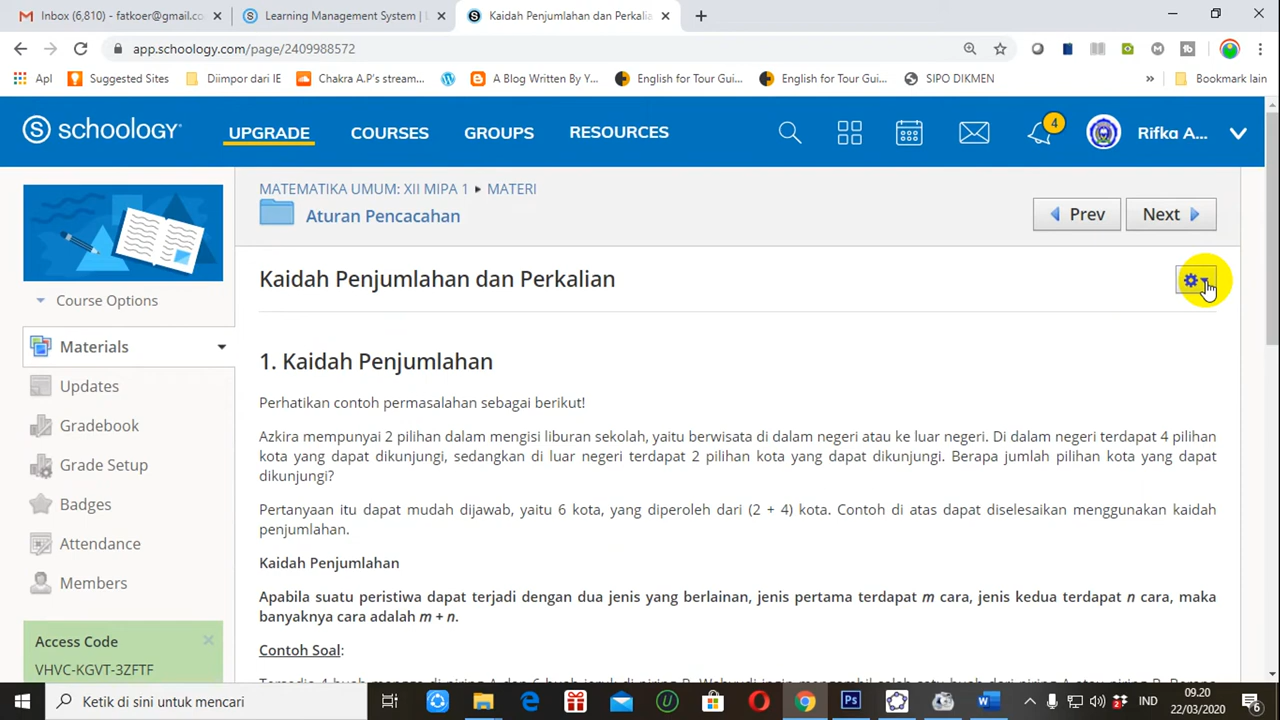 Inbox (6,810) - fatkoer@gmail.co
Learning Management System | L
Kaidah Penjumlahan dan Perkalia
app.schoology.com/page/2409988572
Apl
Suggested Sites
Diimpor dari IE
Chakra A.P's stream...
A Blog Written By Y...
English for Tour Gui...
English for Tour Gui...
SIPO DIKMEN
Bookmark lain
S schoology
UPGRADE
COURSES
GROUPS
RESOURCES
4
Rifka A...
MATEMATIKA UMUM: XII MIPA 1 ▸ MATERI
Aturan Pencacahan
Prev
Next
Course Options
Materials
Updates
Gradebook
Grade Setup
Badges
Attendance
Members
Access Code
VHVC-KGVT-3ZFTF
Kaidah Penjumlahan dan Perkalian
1. Kaidah Penjumlahan
Perhatikan contoh permasalahan sebagai berikut!
Azkira mempunyai 2 pilihan dalam mengisi liburan sekolah, yaitu berwisata di dalam negeri atau ke luar negeri. Di dalam negeri terdapat 4 pilihan
kota yang dapat dikunjungi, sedangkan di luar negeri terdapat 2 pilihan kota yang dapat dikunjungi. Berapa jumlah pilihan kota yang dapat
dikunjungi?
Pertanyaan itu dapat mudah dijawab, yaitu 6 kota, yang diperoleh dari (2 + 4) kota. Contoh di atas dapat diselesaikan menggunakan kaidah
penjumlahan.
Kaidah Penjumlahan
Apabila suatu peristiwa dapat terjadi dengan dua jenis yang berlainan, jenis pertama terdapat m cara, jenis kedua terdapat n cara, maka
banyaknya cara adalah m + n.
Contoh Soal:
Ketik di sini untuk mencari
IND
09.20
22/03/2020
6